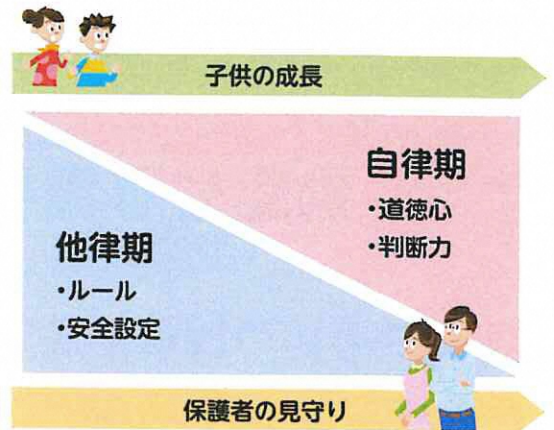 子供の成長
自律期
・道徳心
・判断力
他律期
・ルール
・安全設定
保護者の見守り